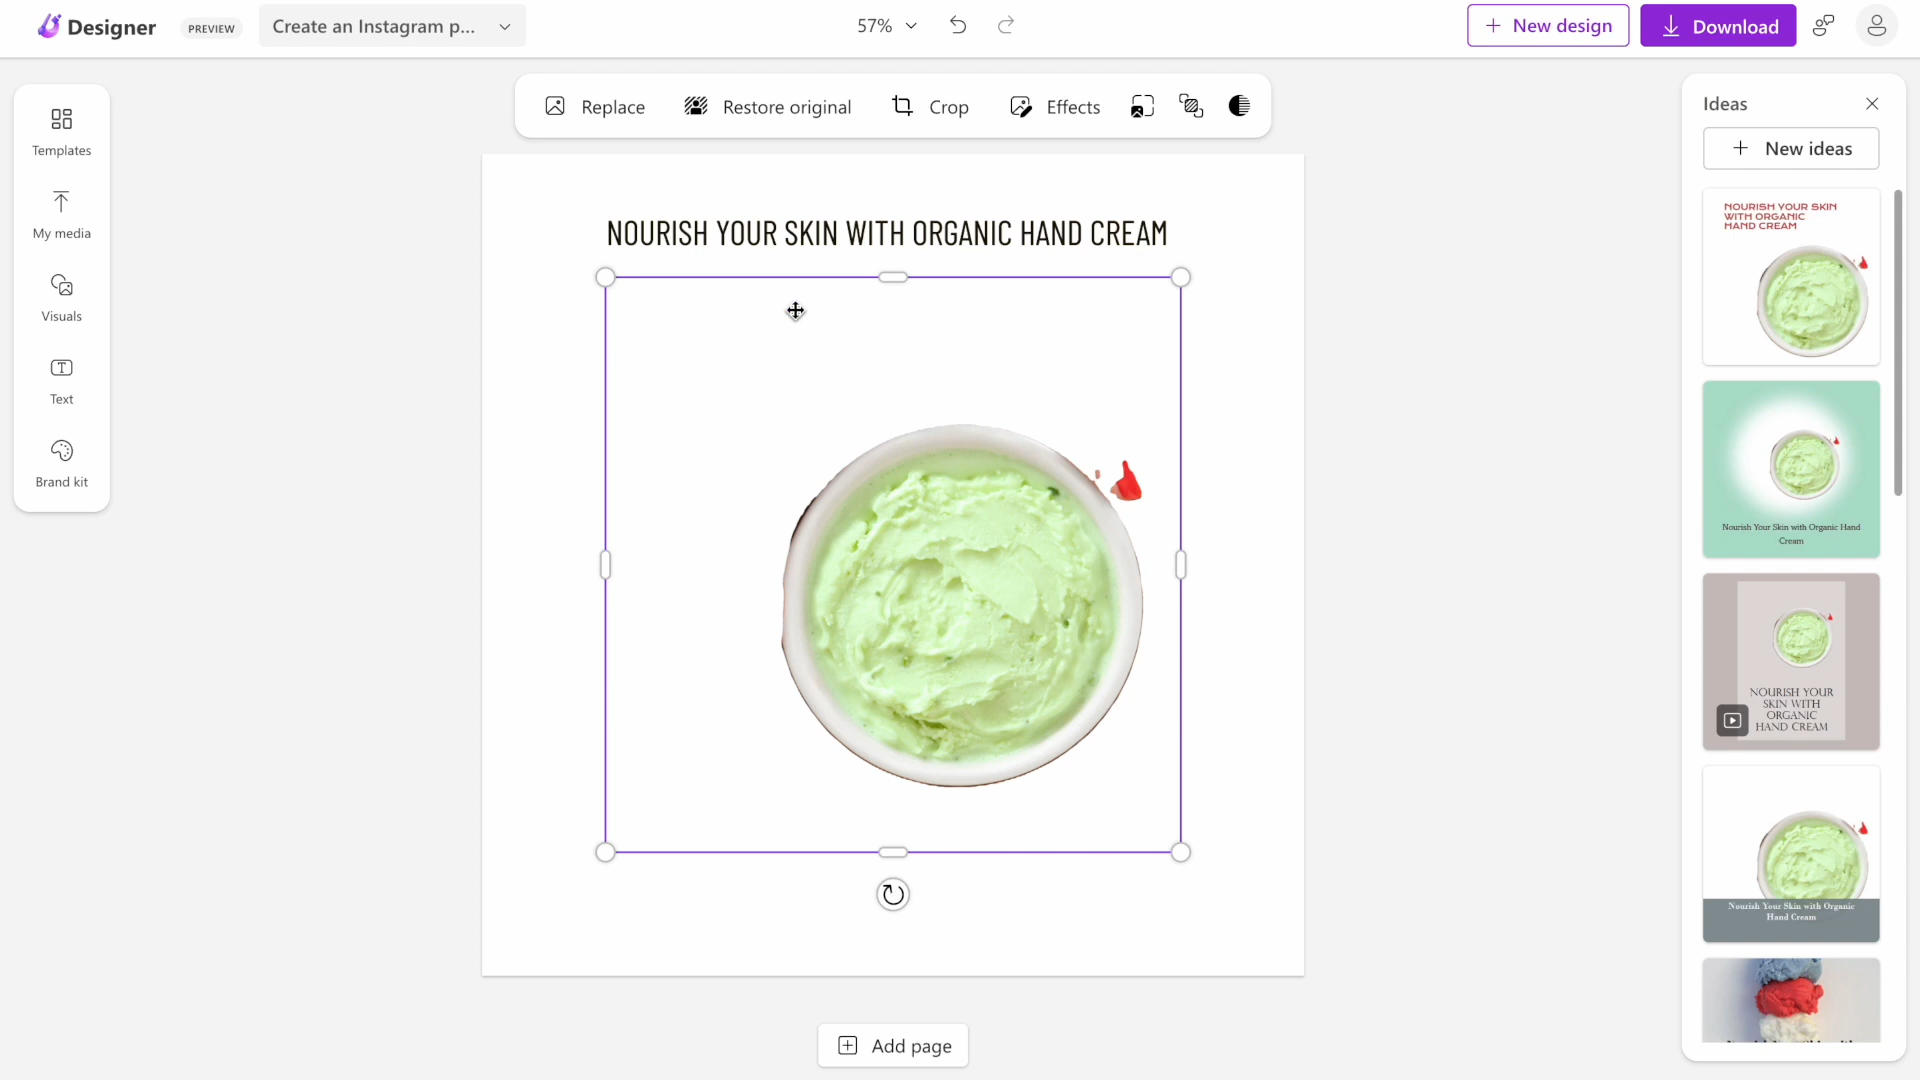 Designer
PREVIEW
Create an Instagram p...
57%
New design
Download
Replace
Restore original
Crop
Effects
Templates
My media
Visuals
Text
Brand kit
NOURISH YOUR SKIN WITH ORGANIC HAND CREAM
Add page
Ideas
New ideas
NOURISH YOUR SKIN
WITH ORGANIC
HAND CREAM
Nourish Your Skin with Organic Hand
Cream
NOURISH YOUR
SKIN WITH
ORGANIC
HAND CREAM
Nourish Your Skin with Organic
Hand Cream